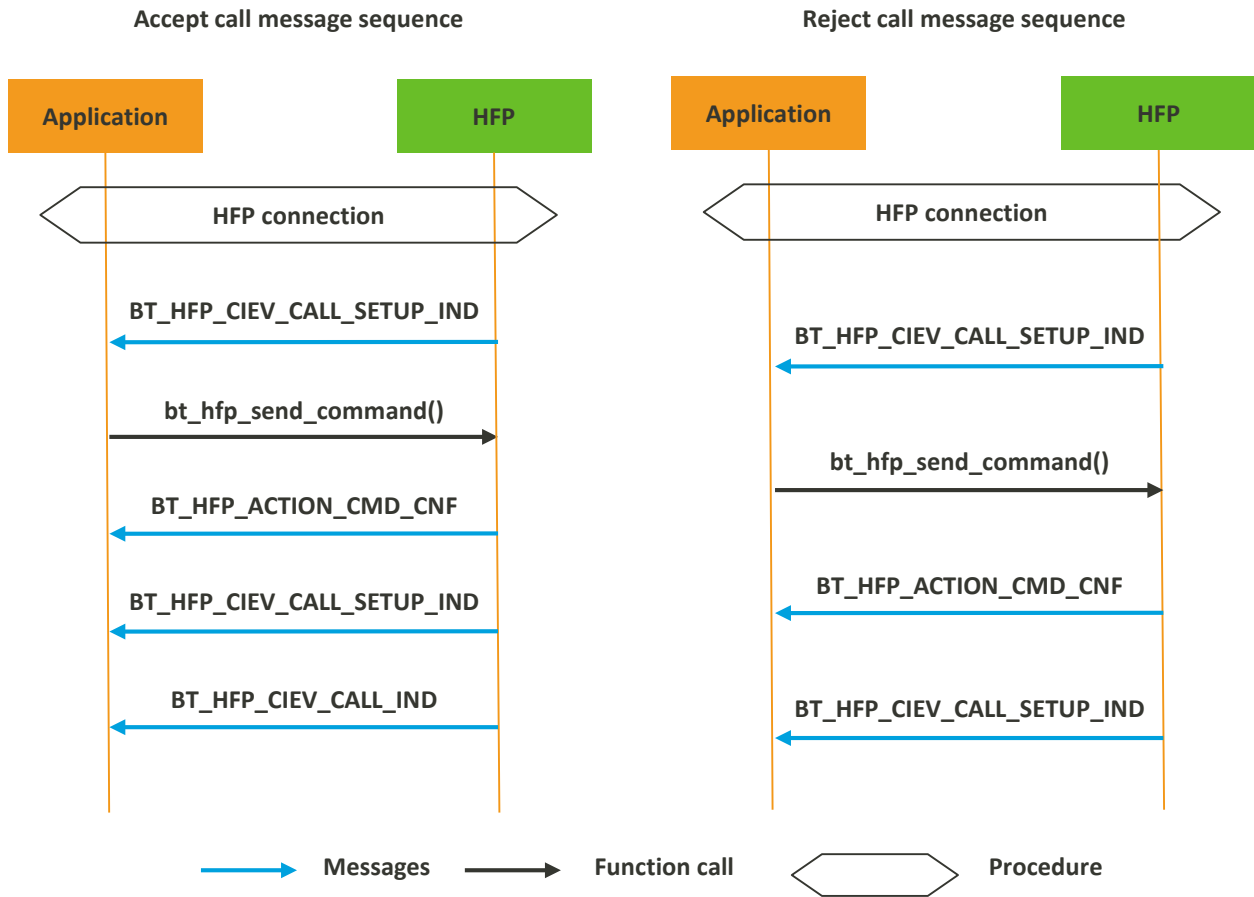 Accept call message sequence
Application
HFP
HFP connection
BT_HFP_CIEV_CALL_SETUP_IND
bt_hfp_send_command()
BT_HFP_ACTION_CMD_CNF
BT_HFP_CIEV_CALL_SETUP_IND
BT_HFP_CIEV_CALL_IND
Reject call message sequence
Application
HFP
HFP connection
BT_HFP_CIEV_CALL_SETUP_IND
bt_hfp_send_command()
BT_HFP_ACTION_CMD_CNF
BT_HFP_CIEV_CALL_SETUP_IND
Messages
Function call
Procedure